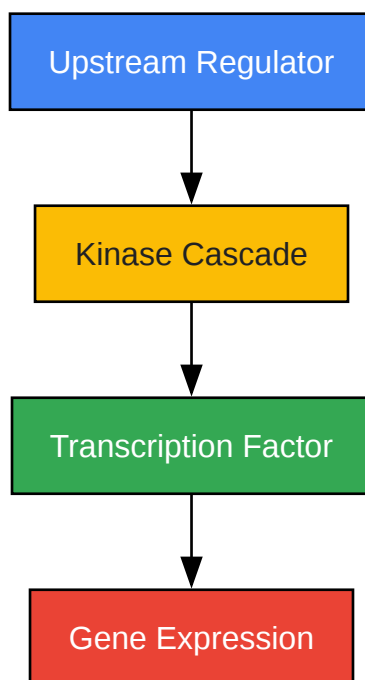 Upstream Regulator
Kinase Cascade
Transcription Factor
Gene Expression